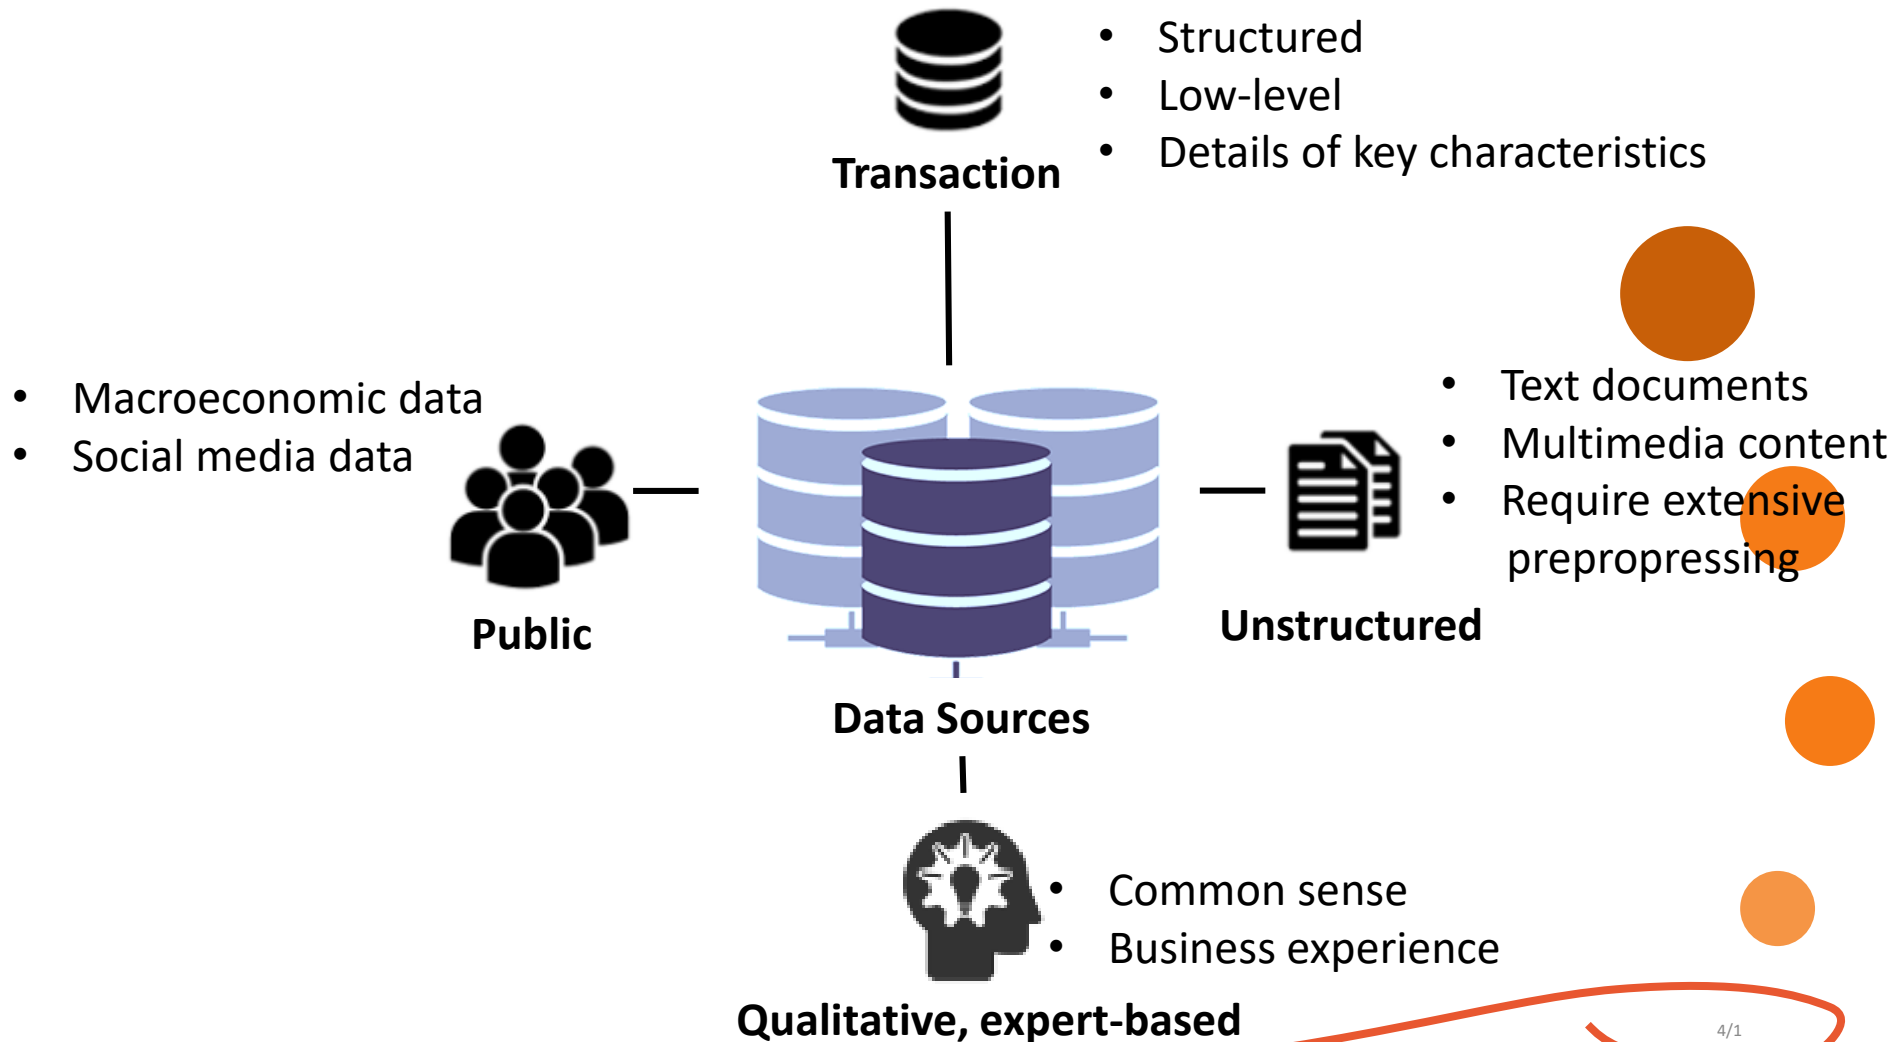 • Structured
• Low-level
• Details of key characteristics
Transaction
• Macroeconomic data
• Social media data
Public
• Text documents
• Multimedia content
• Require extensive
prepropressing
Unstructured
Data Sources
• Common sense
• Business experience
Qualitative, expert-based
4/1